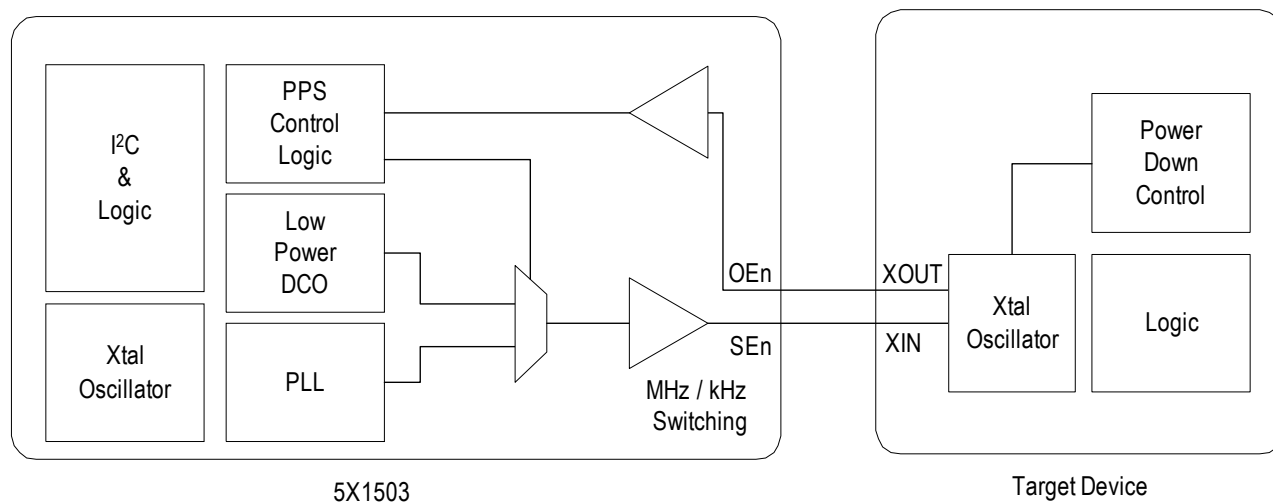 I²C
&
Logic
PPS
Control
Logic
Low
Power
DCO
Xtal
Oscillator
PLL
OEn
SEn
MHz / kHz
Switching
5X1503
XOUT
XIN
Xtal
Oscillator
Power
Down
Control
Logic
Target Device